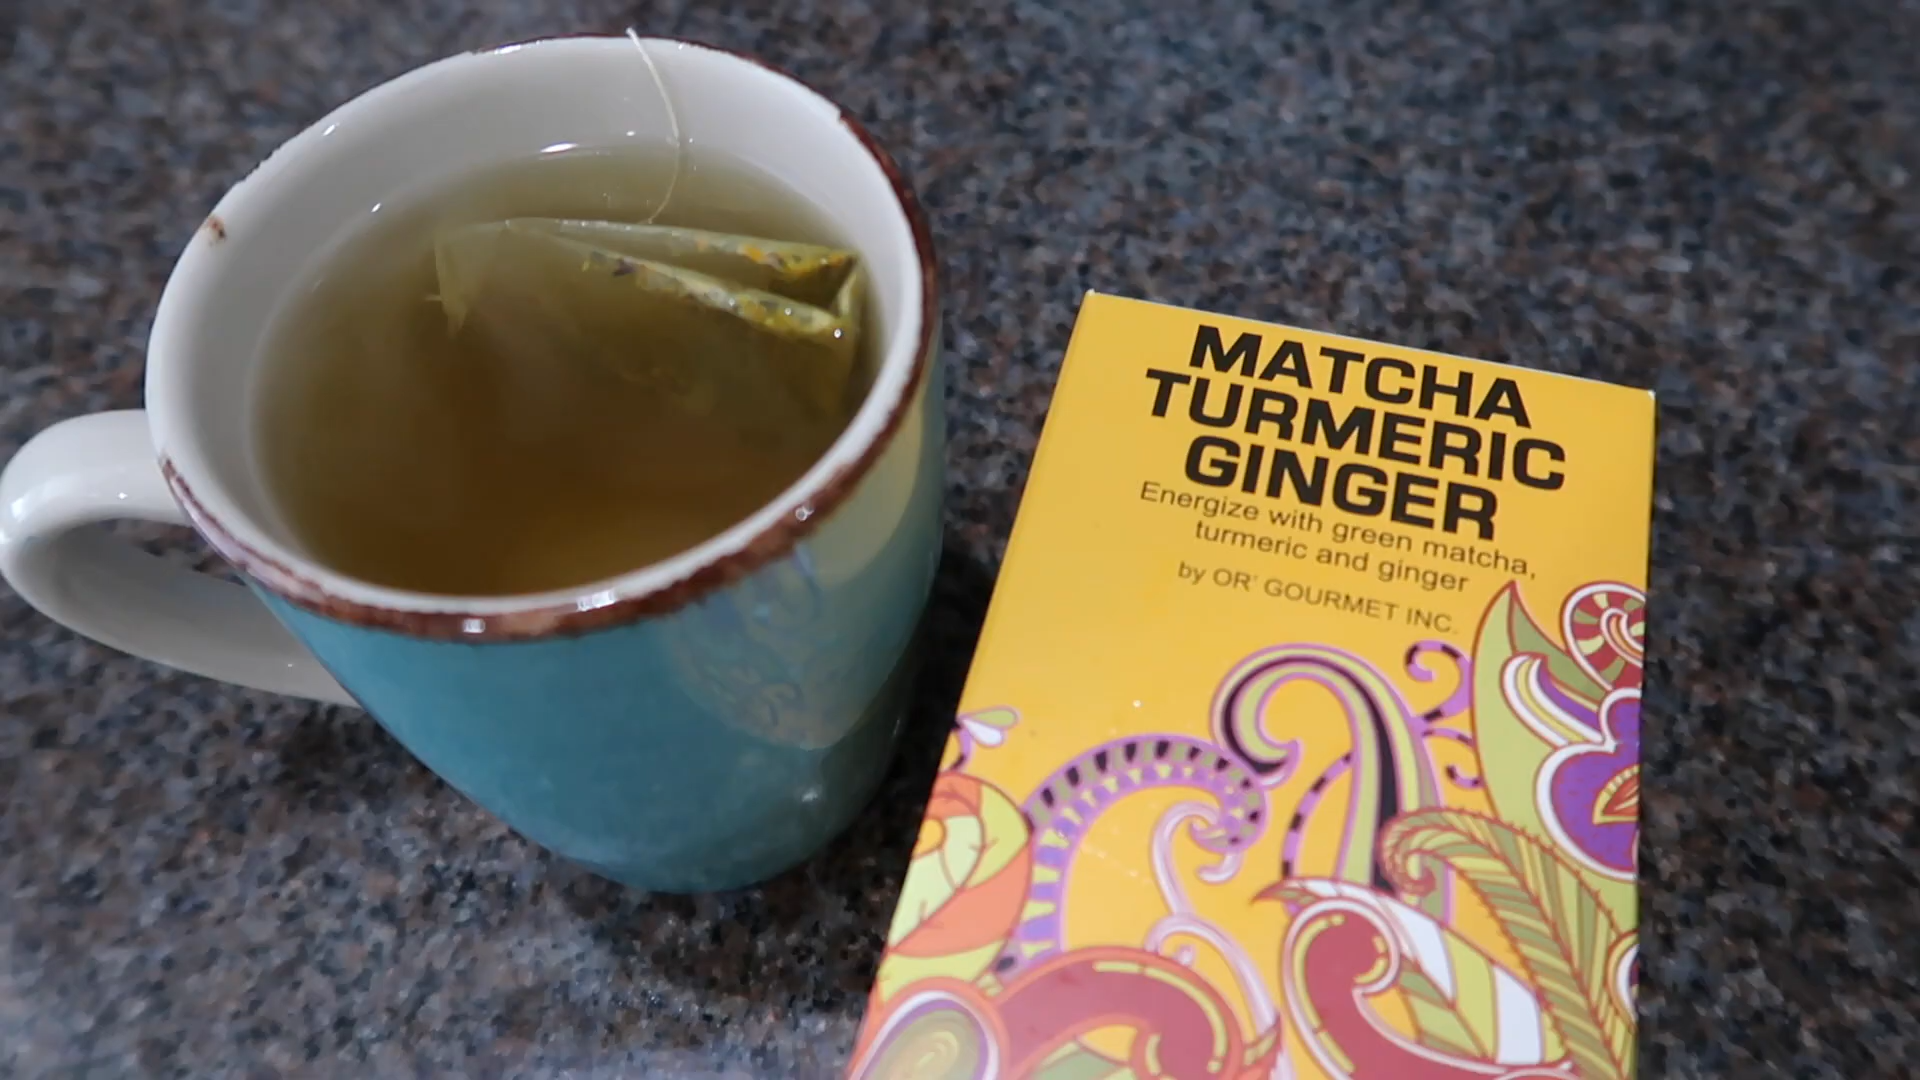 MATCHA
TURMERIC
GINGER
Energize with green matcha,
turmeric and ginger
by OR' GOURMET INC.